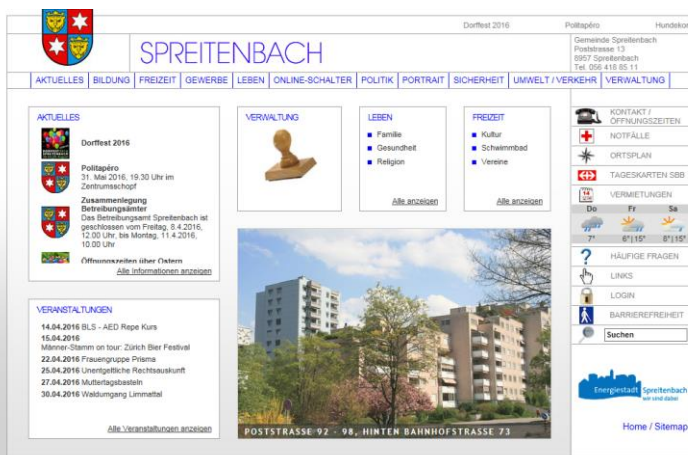 Dorffest 2016 Politapéro Hundekon
SPREITENBACH
Gemeinde Spreitenbach
Poststrasse 13
8957 Spreitenbach
Tel. 056 418 85 11
AKTUELLES BILDUNG FREIZEIT GEWERBE LEBEN ONLINE-SCHALTER POLITIK PORTRAIT SICHERHEIT UMWELT / VERKEHR VERWALTUNG
AKTUELLES
Dorffest 2016
Politapéro
31. Mai 2016, 19.30 Uhr im
Zentrumsschopf
Zusammenlegung
Betreibungsämter
Das Betreibungsamt Spreitenbach ist
geschlossen vom Freitag, 8.4.2016,
12.00 Uhr, bis Montag, 11.4.2016,
10.00 Uhr
Öffnungszeiten über Ostern
Alle Informationen anzeigen
VERWALTUNG
LEBEN
Familie
Gesundheit
Religion
Alle anzeigen
FREIZEIT
Kultur
Schwimmbad
Vereine
Alle anzeigen
VERANSTALTUNGEN
14.04.2016 BLS - AED Repe Kurs
15.04.2016
Männer-Stamm on tour: Zürich Bier Festival
22.04.2016 Frauengruppe Prisma
25.04.2016 Unentgeltliche Rechtsauskunft
27.04.2016 Muttertagsbasteln
30.04.2016 Waldumgang Limmattal
Alle Veranstaltungen anzeigen
POSTSTRASSE 92 - 98, HINTEN BAHNHOFSTRASSE 73
KONTAKT /
ÖFFNUNGSZEITEN
NOTFÄLLE
ORTSPLAN
TAGESKARTEN SBB
14
VERMIETUNGEN
Do Fr Sa
7° 6°|15° 8°|15°
HÄUFIGE FRAGEN
LINKS
LOGIN
BARRIEREFREIHEIT
Suchen
Energiestadt Spreitenbach
wir sind dabei
Home / Sitemap